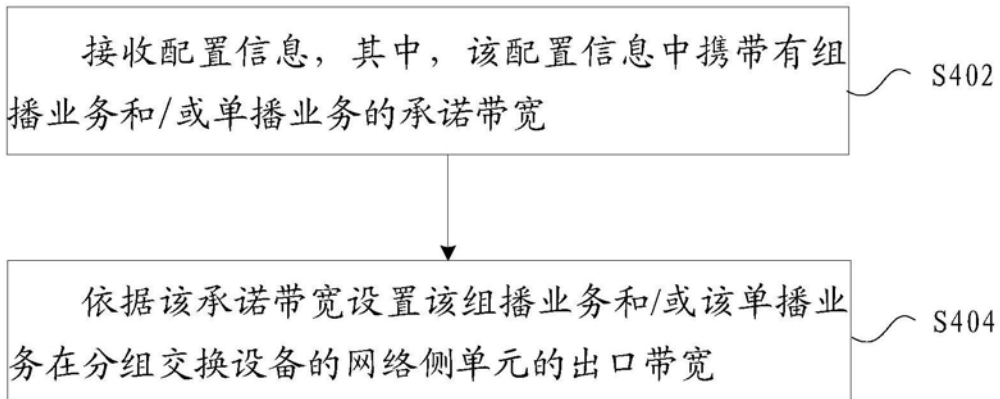 接收配置信息，其中，该配置信息中携带有组
播业务和/或单播业务的承诺带宽
S402
依据该承诺带宽设置该组播业务和/或该单播业
务在分组交换设备的网络侧单元的出口带宽
S404